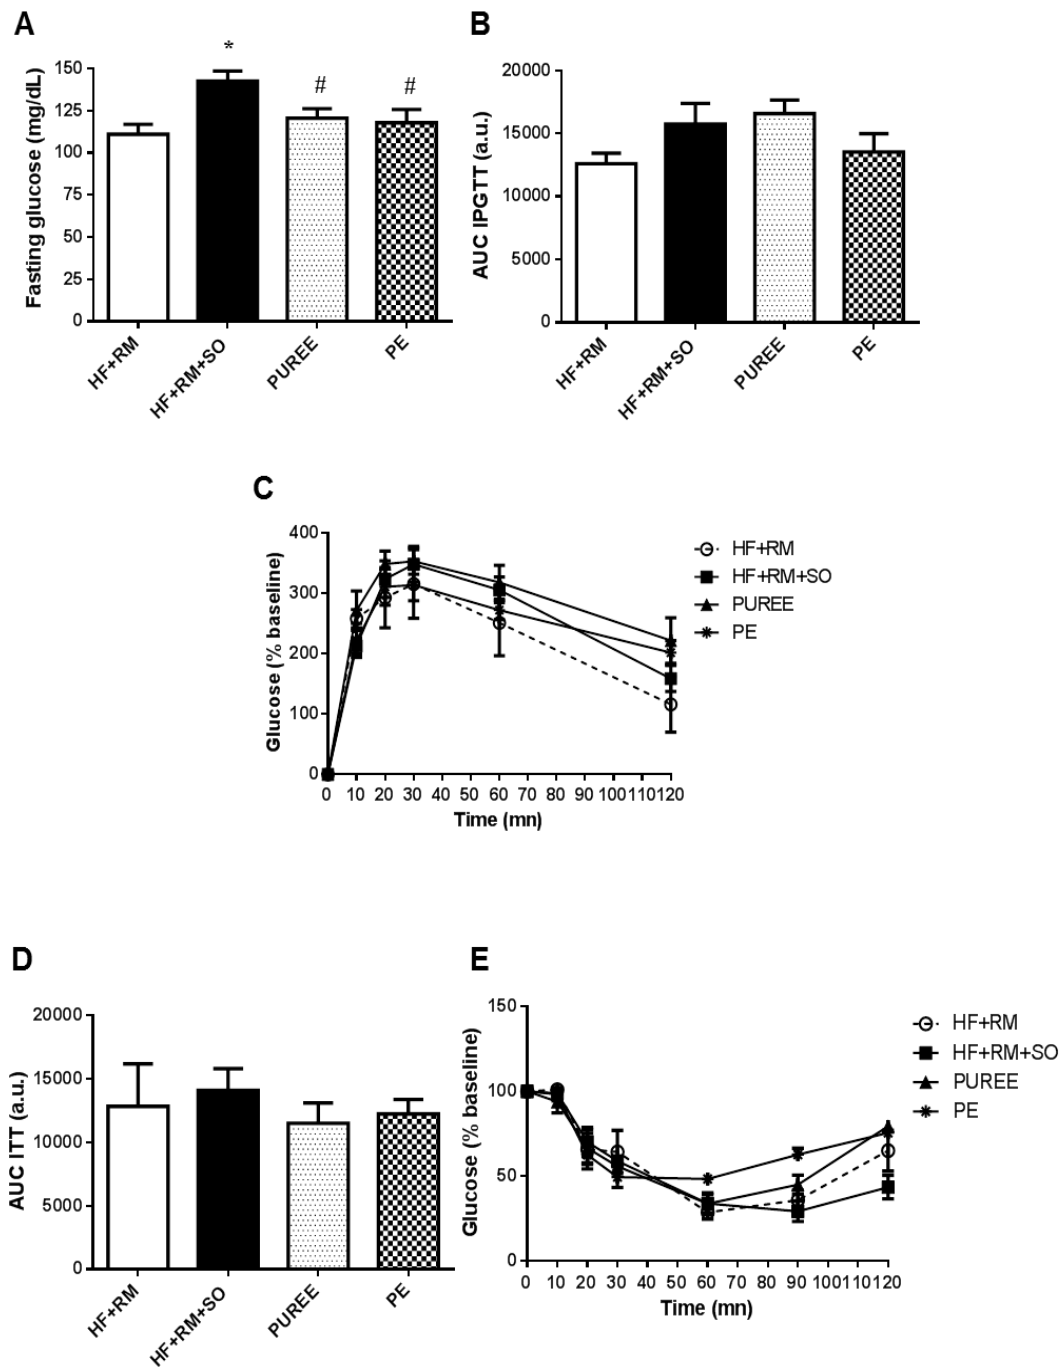 A
Fasting glucose (mg/dL)
150
125
100
75
50
25
0
*
#
#
HF+RM
HF+RM+SO
PUREE
PE
B
AUC IPGTT (a.u.)
20000
15000
10000
5000
0
HF+RM
HF+RM+SO
PUREE
PE
C
Glucose (% baseline)
400
300
200
100
0
0 10 20 30 40 50 60 70 80 90 100 110 120
Time (mn)
HF+RM
HF+RM+SO
PUREE
PE
D
AUC ITT (a.u.)
20000
15000
10000
5000
0
HF+RM
HF+RM+SO
PUREE
PE
E
Glucose (% baseline)
150
100
50
0
0 10 20 30 40 50 60 70 80 90 100 110 120
Time (mn)
HF+RM
HF+RM+SO
PUREE
PE